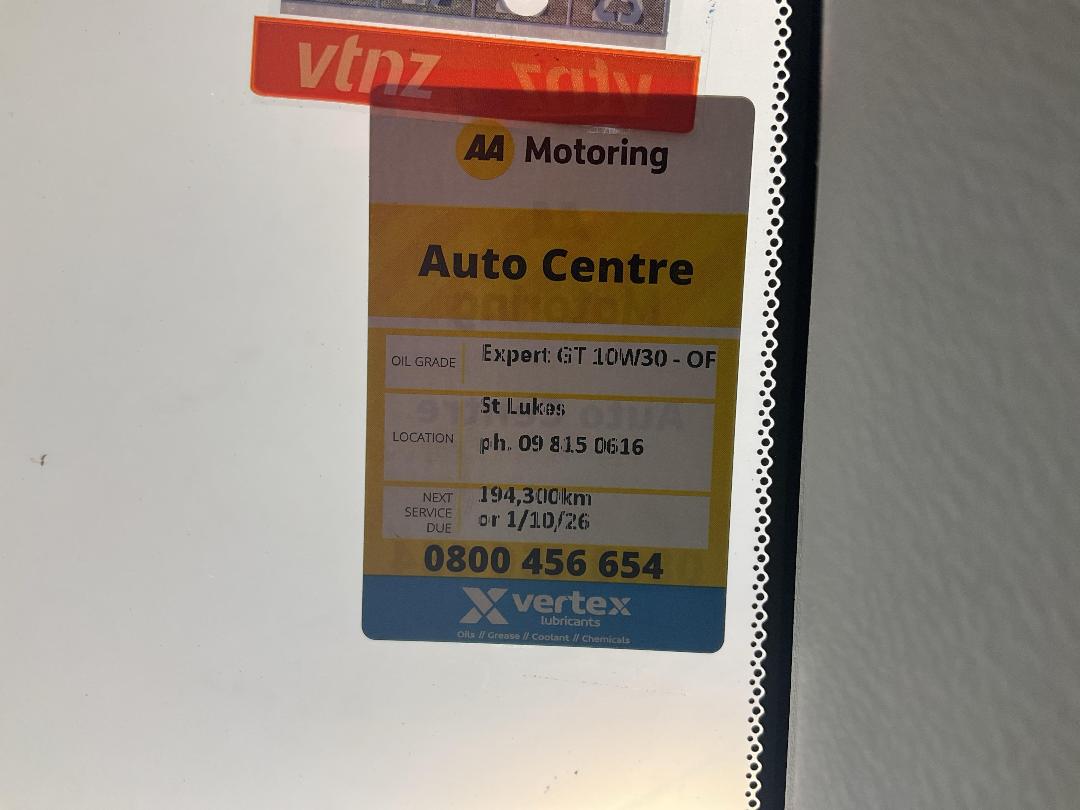 vtnz
AA Motoring
Auto Centre
OIL GRADE Expert GT 10W30 - OF
LOCATION St Lukes
ph. 09 815 0616
NEXT SERVICE DUE 194,300km
or 1/10/26
0800 456 654
vertex
lubricants
Oils // Grease // Coolant // Chemicals